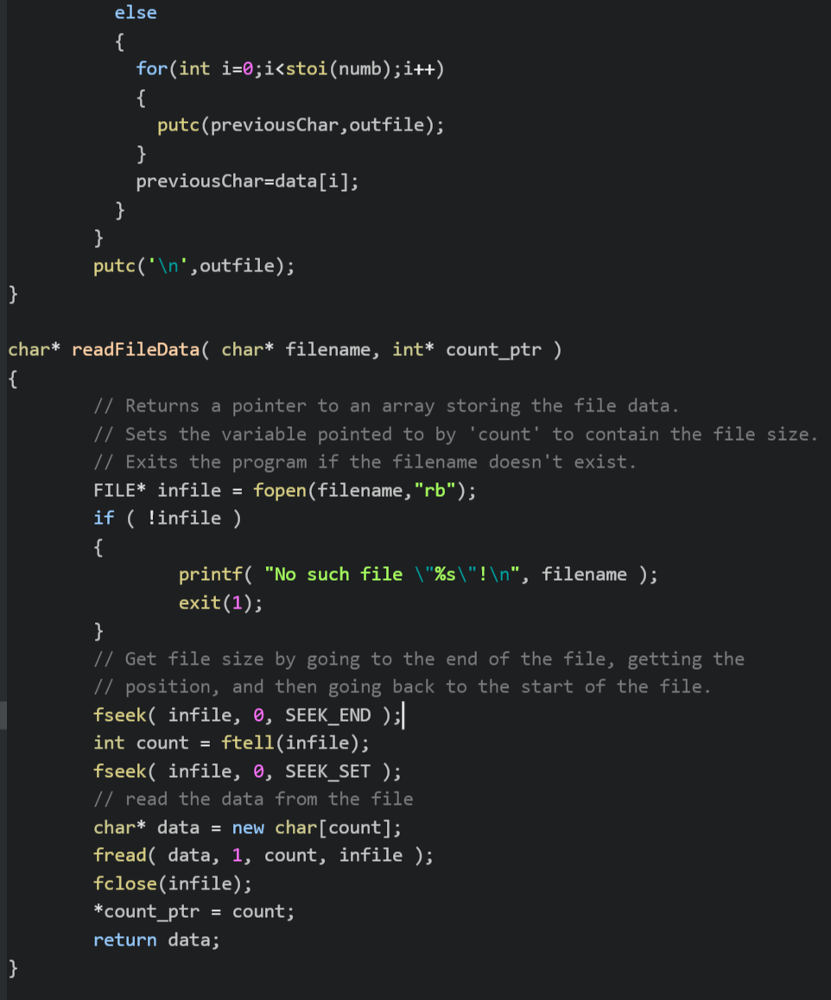 else
{
for(int i=0;i<stoi(numb);i++)
{
putc(previousChar,outfile);
}
previousChar=data[i];
}
}
putc('\n',outfile);
}
char* readFileData( char* filename, int* count_ptr )
{
// Returns a pointer to an array storing the file data.
// Sets the variable pointed to by 'count' to contain the file size.
// Exits the program if the filename doesn't exist.
FILE* infile = fopen(filename,"rb");
if ( !infile )
{
printf( "No such file \"%s\"!\n", filename );
exit(1);
}
// Get file size by going to the end of the file, getting the
// position, and then going back to the start of the file.
fseek( infile, 0, SEEK_END );
int count = ftell(infile);
fseek( infile, 0, SEEK_SET );
// read the data from the file
char* data = new char[count];
fread( data, 1, count, infile );
fclose(infile);
*count_ptr = count;
return data;
}